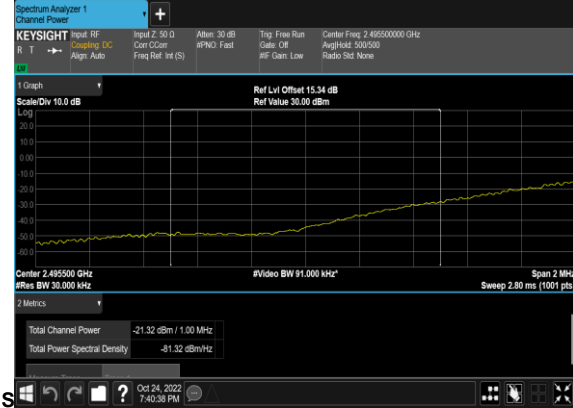 Spectrum Analyzer 1
Channel Power
+
KEYSIGHT
R T
Input: RF
Coupling: DC
Align: Auto
Input Z: 50 Ω
Corr CCorr
Freq Ref: Int (S)
Atten: 30 dB
#PNO: Fast
Trig: Free Run
Gate: Off
#IF Gain: Low
Center Freq: 2.495500000 GHz
Avg|Hold: 500/500
Radio Std: None
1 Graph
Scale/Div 10.0 dB
Ref Lvl Offset 15.34 dB
Ref Value 30.00 dBm
Log
20.0
10.0
0.00
-10.0
-20.0
-30.0
-40.0
-50.0
-60.0
Center 2.495500 GHz
#Res BW 30.000 kHz
#Video BW 91.000 kHz*
Span 2 MHz
Sweep 2.80 ms (1001 pts
2 Metrics
Total Channel Power -21.32 dBm / 1.00 MHz
Total Power Spectral Density -81.32 dBm/Hz
S
?
Oct 24, 2022
7:40:38 PM